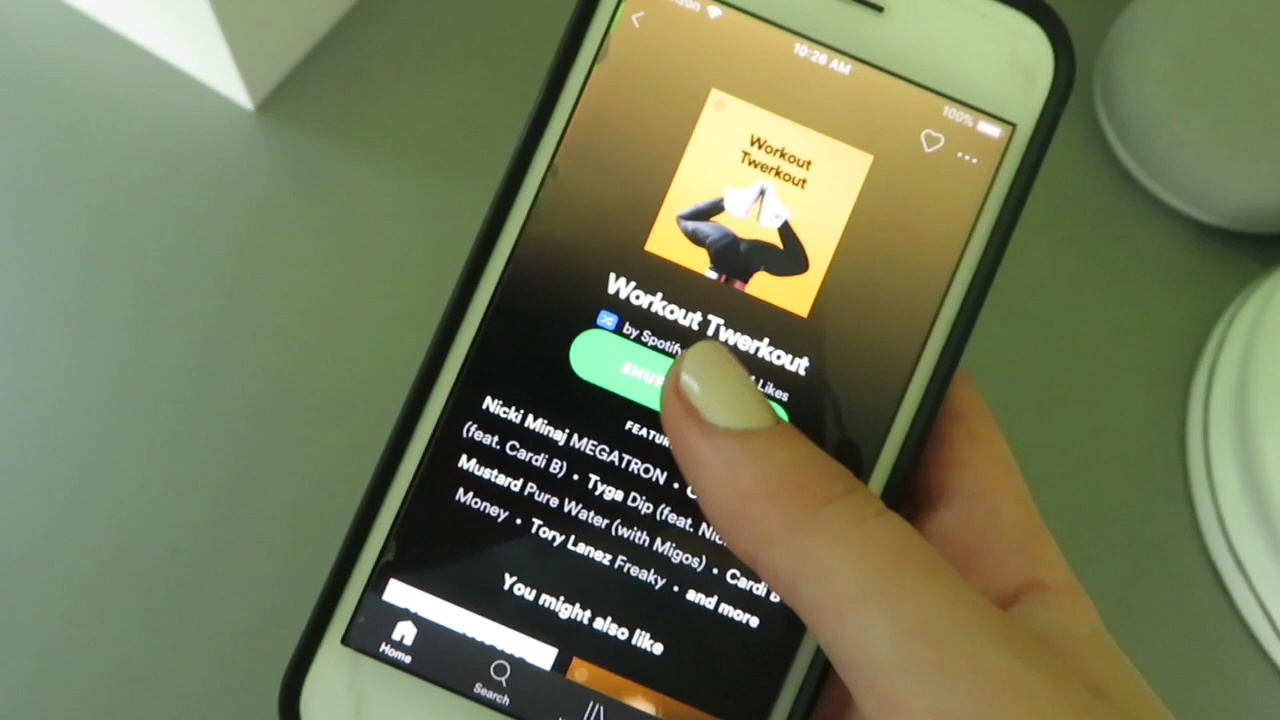 10:26 AM
100%
Workout
Twerkout
Workout Twerkout
by Spotify
Likes
Nicki Minaj MEGATRON •
(feat. Cardi B) • Tyga Dip (feat.
Mustard Pure Water (with Migos) • Cardi B
Money • Tory Lanez Freaky • and more
You might also like
Home
Search